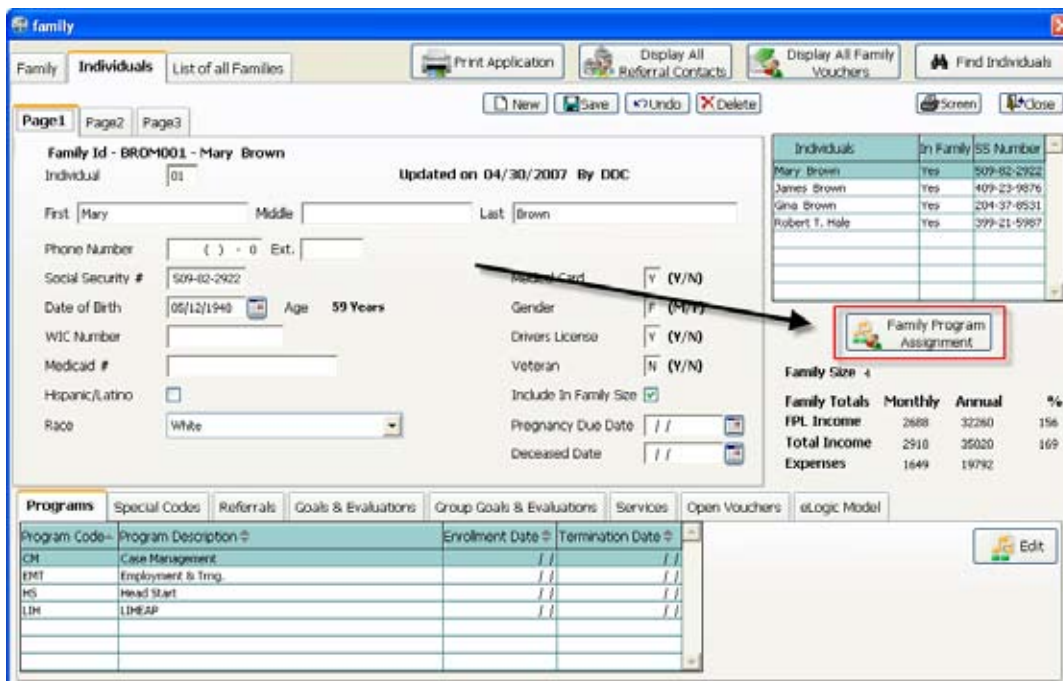 family
Family Individuals List of all Families
Print Application Display All Referral Contacts Display All Family Vouchers Find Individuals
New Save Undo Delete Screen Close
Page1 Page2 Page3
Family Id - BROM001 - Mary Brown
Individual 01 Updated on 04/30/2007 By DDC
First Mary Middle Last Brown
Phone Number ( ) - 0 Ext.
Social Security # 509-82-2922 Medical Card Y (Y/N)
Date of Birth 05/12/1948 Age 59 Years Gender F (M/F)
WIC Number Drivers License Y (Y/N)
Medicaid # Veteran N (Y/N)
Hispanic/Latino Include In Family Size
Race White Pregnancy Due Date / /
Deceased Date / /
Individuals In Family SS Number
Mary Brown Yes 509-82-2922
James Brown Yes 409-23-9876
Gina Brown Yes 204-37-8531
Robert T. Hale Yes 399-21-5987
Family Program
Assignment
Family Size 4
Family Totals Monthly Annual %
FPL Income 2688 32260 156
Total Income 2918 35020 169
Expenses 1649 19792
Programs Special Codes Referrals Goals & Evaluations Group Goals & Evaluations Services Open Vouchers eLogic Model
Program Code Program Description Enrollment Date Termination Date
CM Case Management / / / /
EMT Employment & Trng. / / / /
HS Head Start / / / /
LIH LIHEAP / / / /
Edit